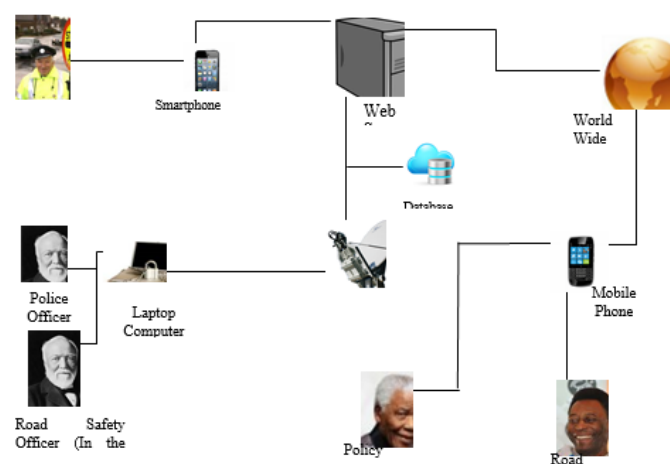 Smartphone
Web
World
Wide
Database
Police
Officer
Laptop
Computer
Mobile
Phone
Road Safety
Officer (In the
Policy
Road